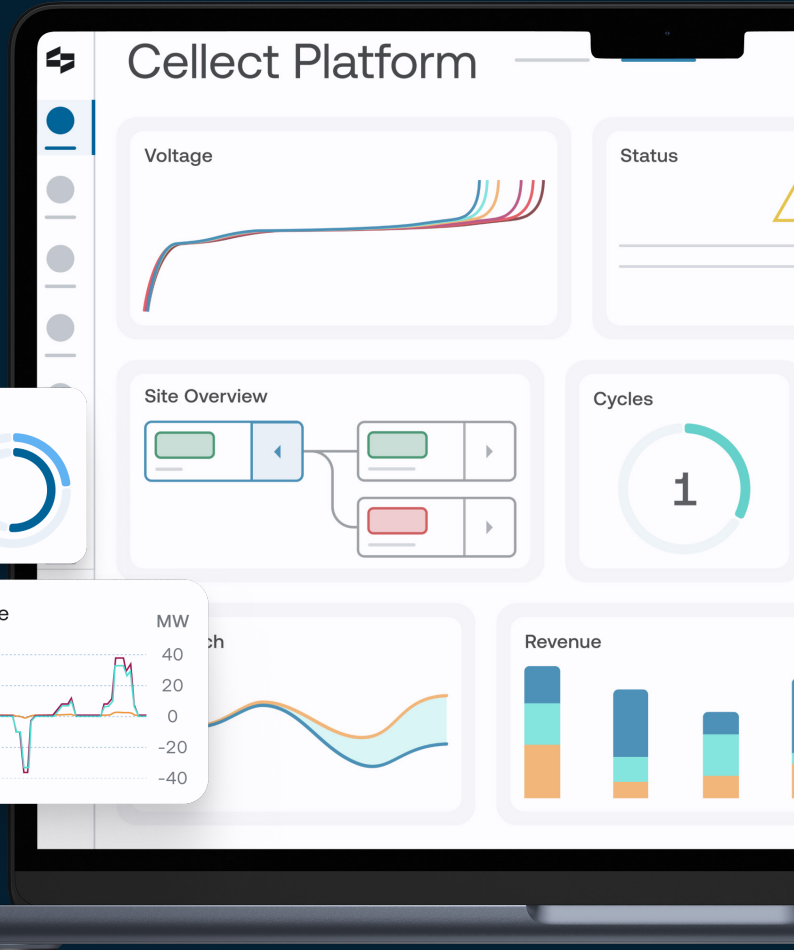 Cellect Platform
Voltage
Status
Site Overview
Cycles
1
e
MW
40
20
0
-20
-40
ch
Revenue